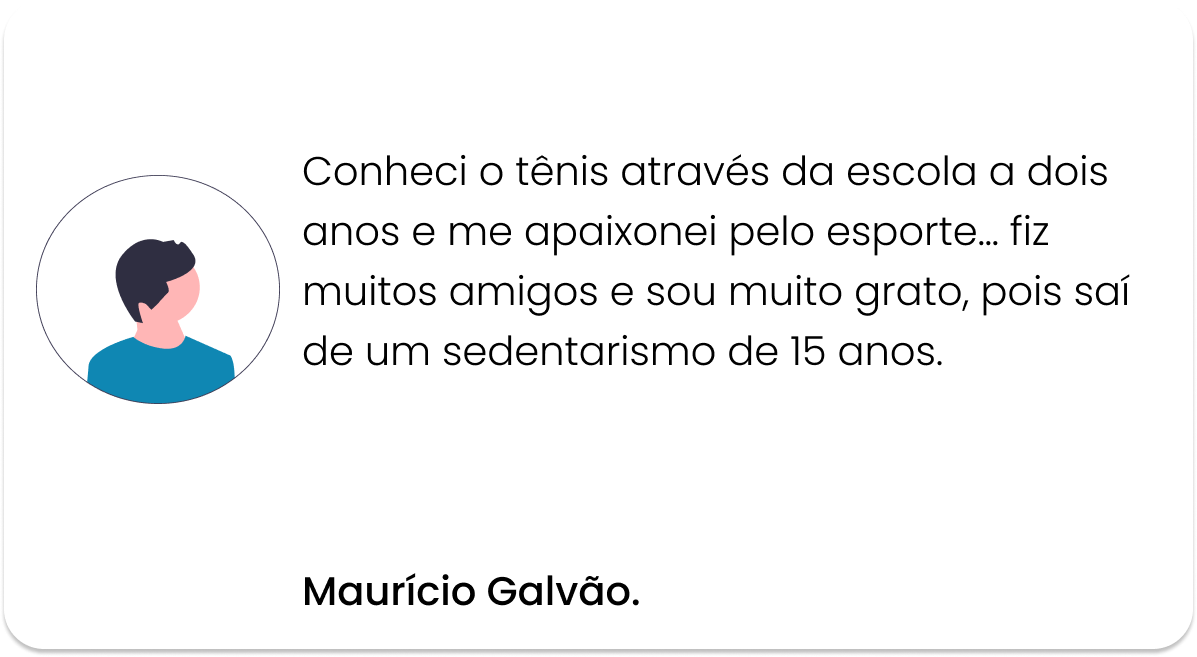 Conheci o tênis através da escola a dois
anos e me apaixonei pelo esporte... fiz
muitos amigos e sou muito grato, pois saí
de um sedentarismo de 15 anos.
Maurício Galvão.